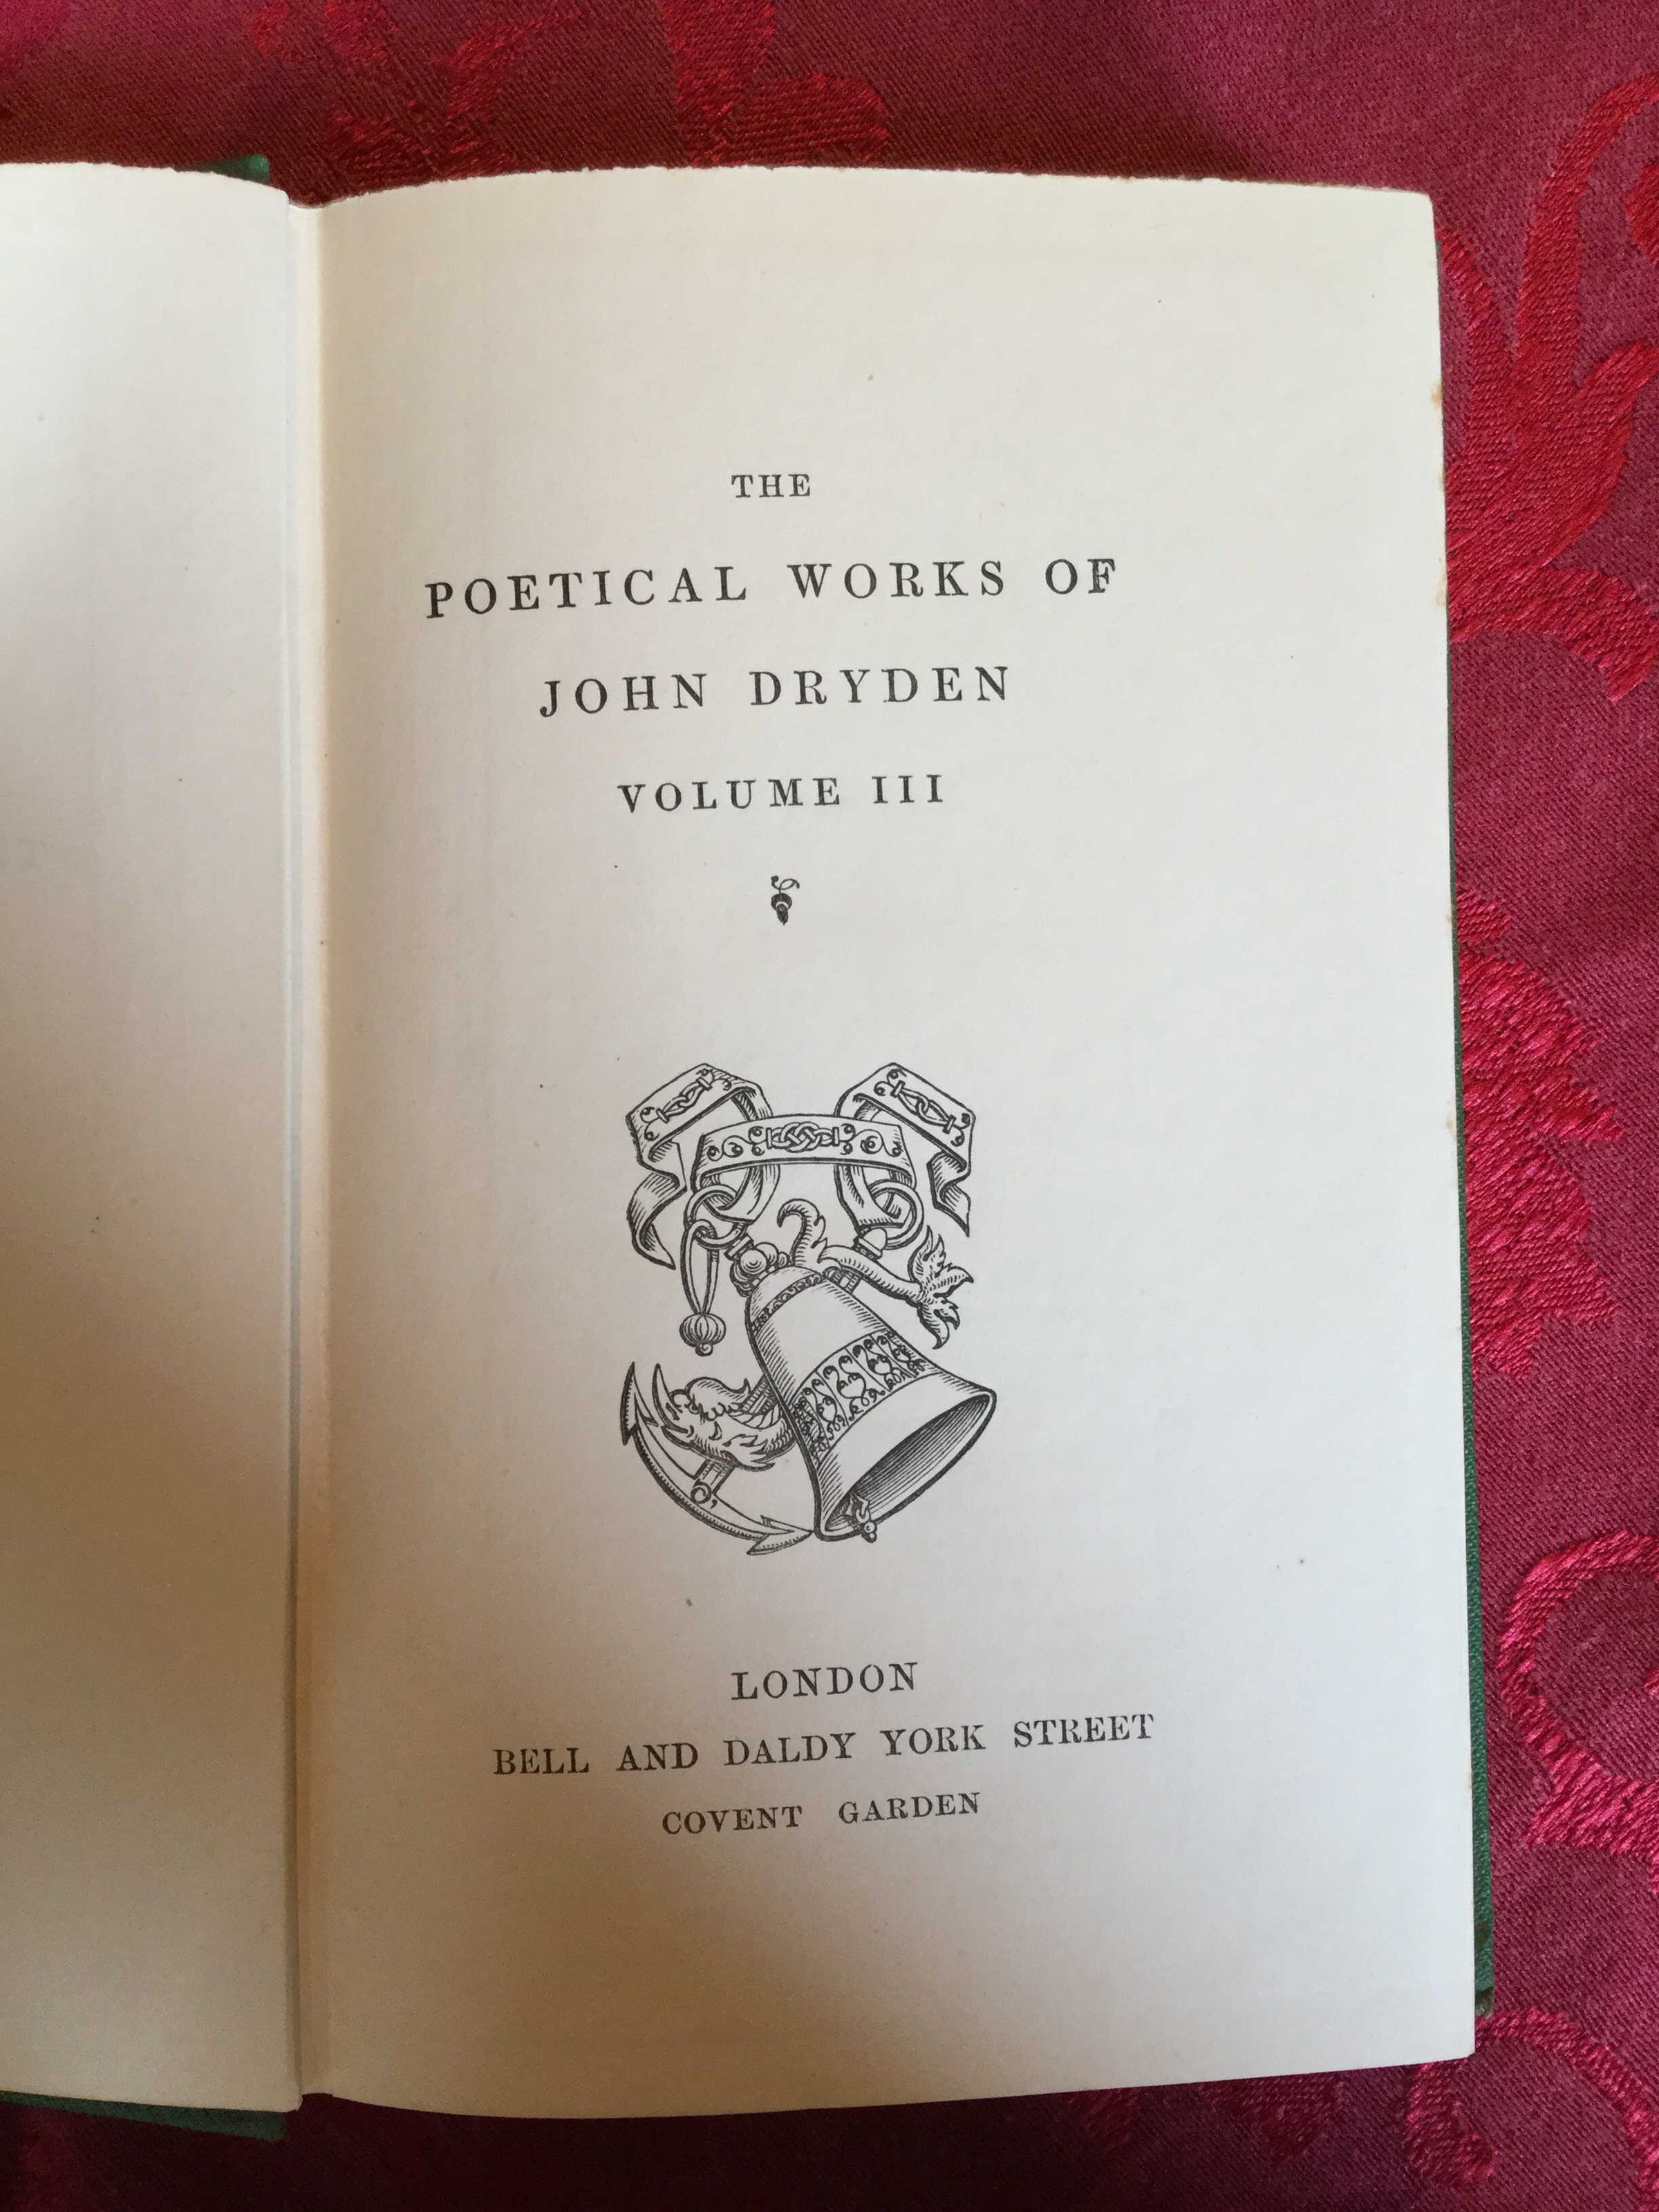 THE
POETICAL WORKS OF
JOHN DRYDEN
VOLUME III
LONDON
BELL AND DALDY YORK STREET
COVENT GARDEN